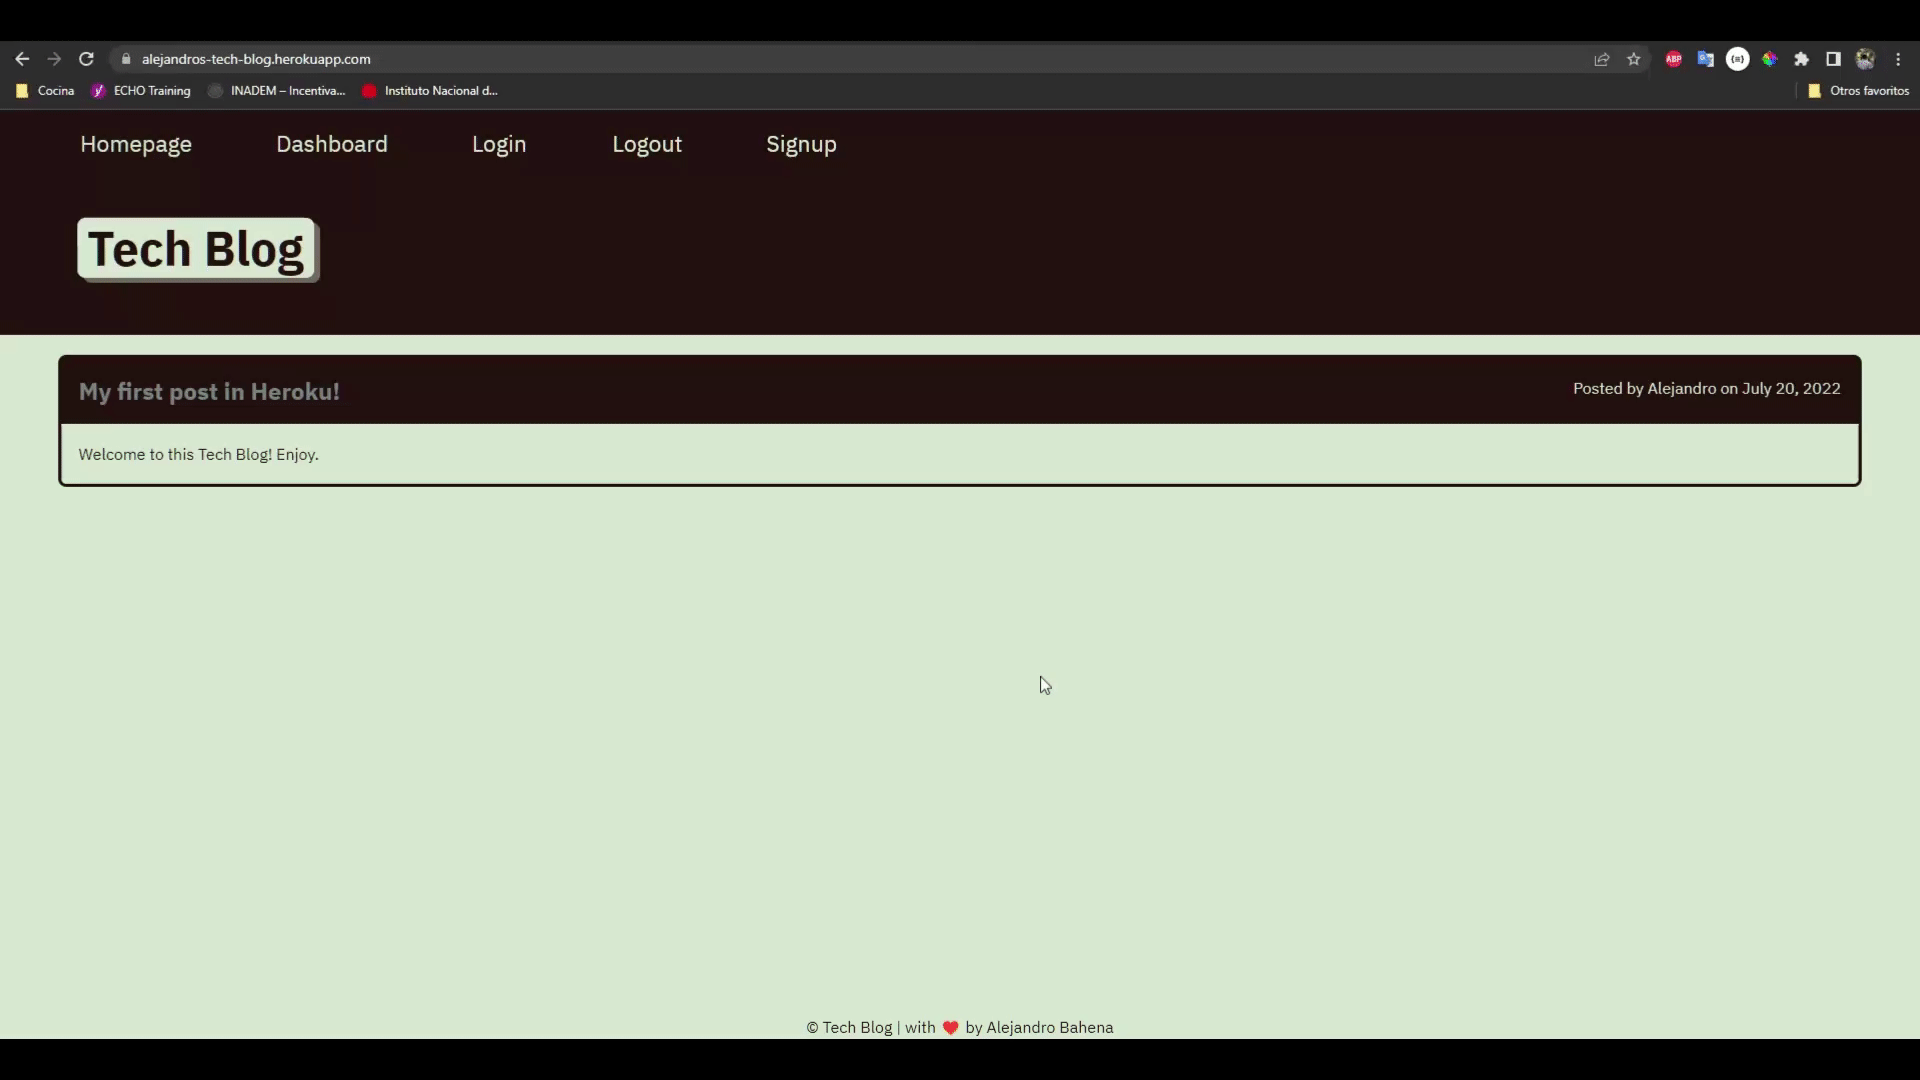 alejandros-tech-blog.herokuapp.com
ABP
Cocina
ECHO Training
INADEM – Incentiva...
Instituto Nacional d...
Otros favoritos
Homepage
Dashboard
Login
Logout
Signup
Tech Blog
My first post in Heroku!
Posted by Alejandro on July 20, 2022
Welcome to this Tech Blog! Enjoy.
© Tech Blog | with ❤️ by Alejandro Bahena